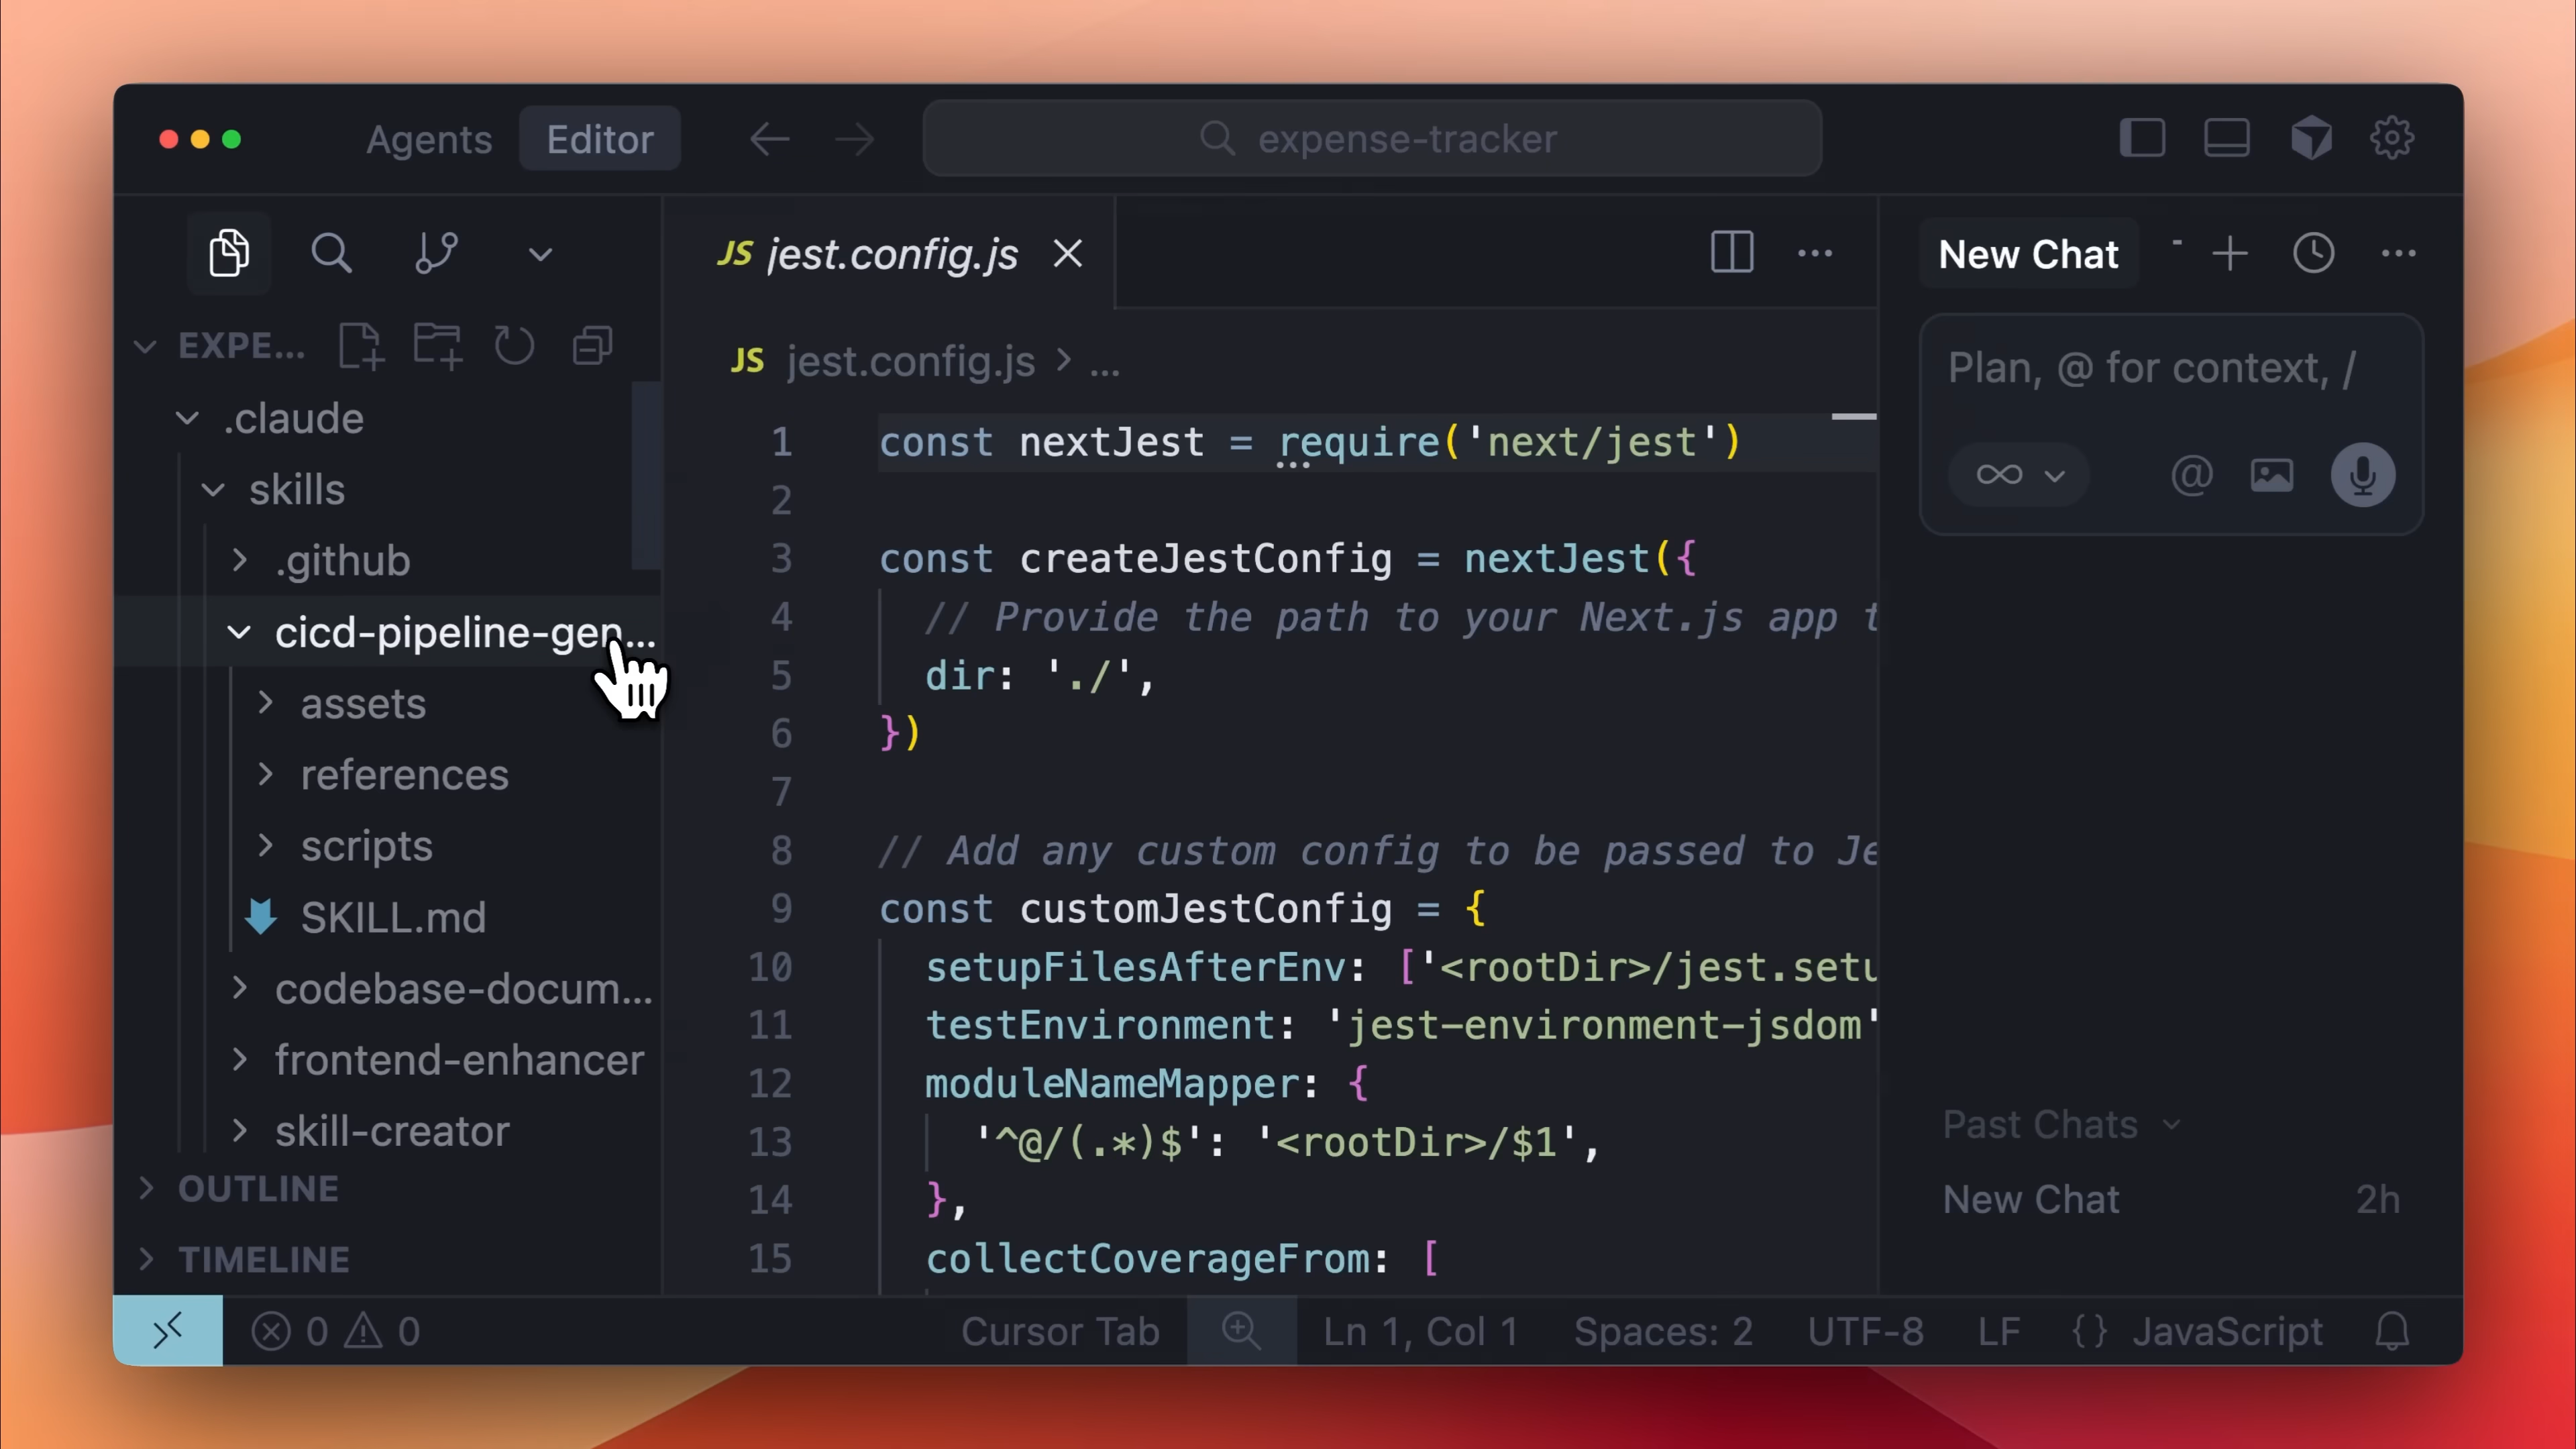 Agents Editor expense-tracker
EXPE...
.claude
skills
.github
cicd-pipeline-gen...
assets
references
scripts
SKILL.md
codebase-docum...
frontend-enhancer
skill-creator
OUTLINE
TIMELINE
JS jest.config.js
JS jest.config.js > ...
1 const nextJest = require('next/jest')
2
3 const createJestConfig = nextJest({
4 // Provide the path to your Next.js app t
5 dir: './',
6 })
7
8 // Add any custom config to be passed to Je
9 const customJestConfig = {
10 setupFilesAfterEnv: ['<rootDir>/jest.setu
11 testEnvironment: 'jest-environment-jsdom'
12 moduleNameMapper: {
13 '^@/(.*)$': '<rootDir>/$1',
14 },
15 collectCoverageFrom: [
New Chat
Plan, @ for context, /
Past Chats
New Chat 2h
0 0 Cursor Tab Ln 1, Col 1 Spaces: 2 UTF-8 LF {} JavaScript